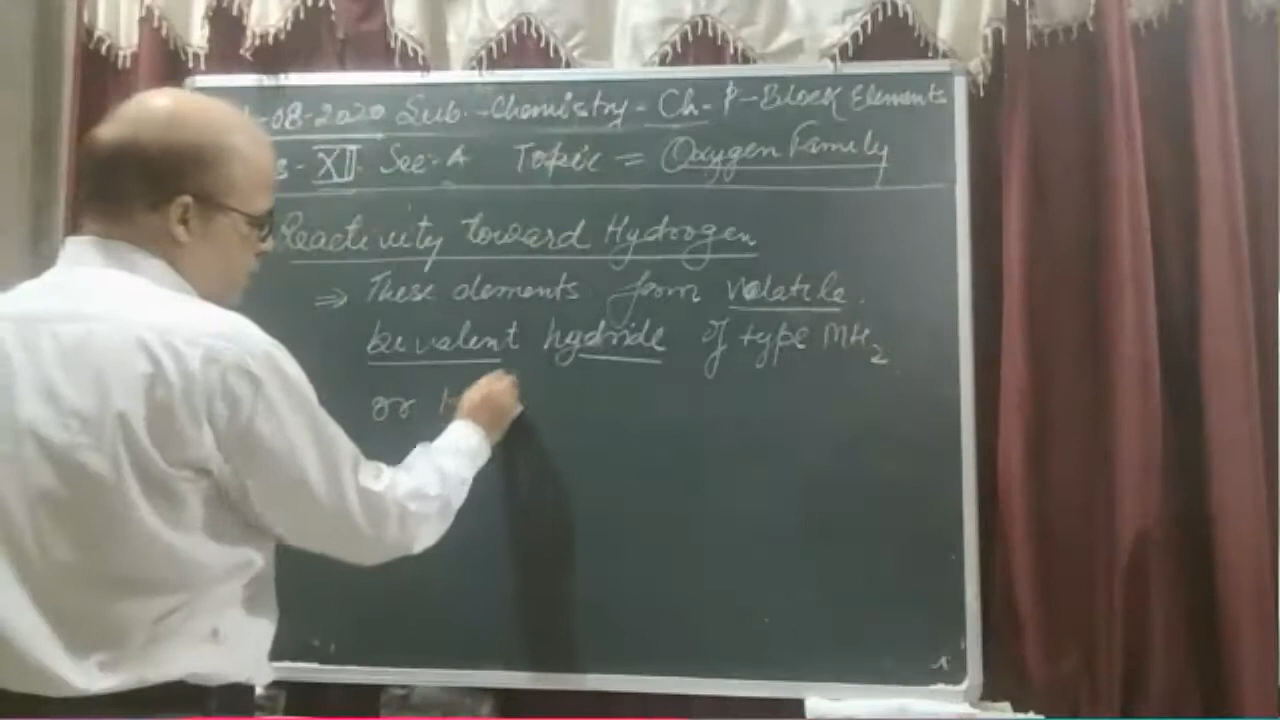 -08-2020 Sub.-Chemistry-Ch-P-Block Elements
XII Sec-A Topic = Oxygen Family
Reactivity toward Hydrogen
⇒ These elements form volatile
bivalent hydride of type MH₂
or